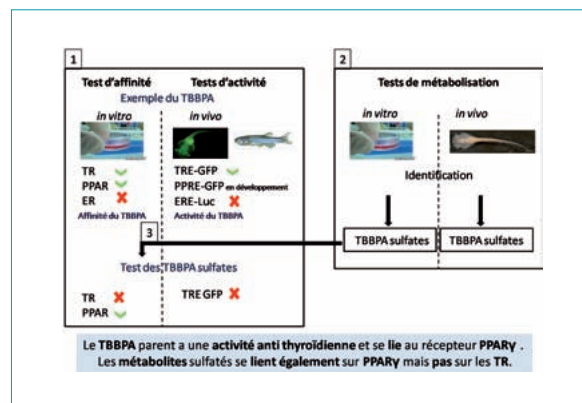 1
Test d'affinité Tests d'activité
Exemple du TBBPA
in vitro in vivo
TR
PPAR
ER
Affinité du TBBPA
TRE-GFP
PPRE-GFP en développement
ERE-Luc
Activité du TBBPA
2
Tests de métabolisation
in vitro in vivo
Identification
TBBPA sulfates TBBPA sulfates
3
Test des TBBPA sulfates
TR
PPAR
TRE GFP
Le TBBPA parent a une activité anti thyroïdienne et se lie au récepteur PPARγ .
Les métabolites sulfatés se lient également sur PPARγ mais pas sur les TR.